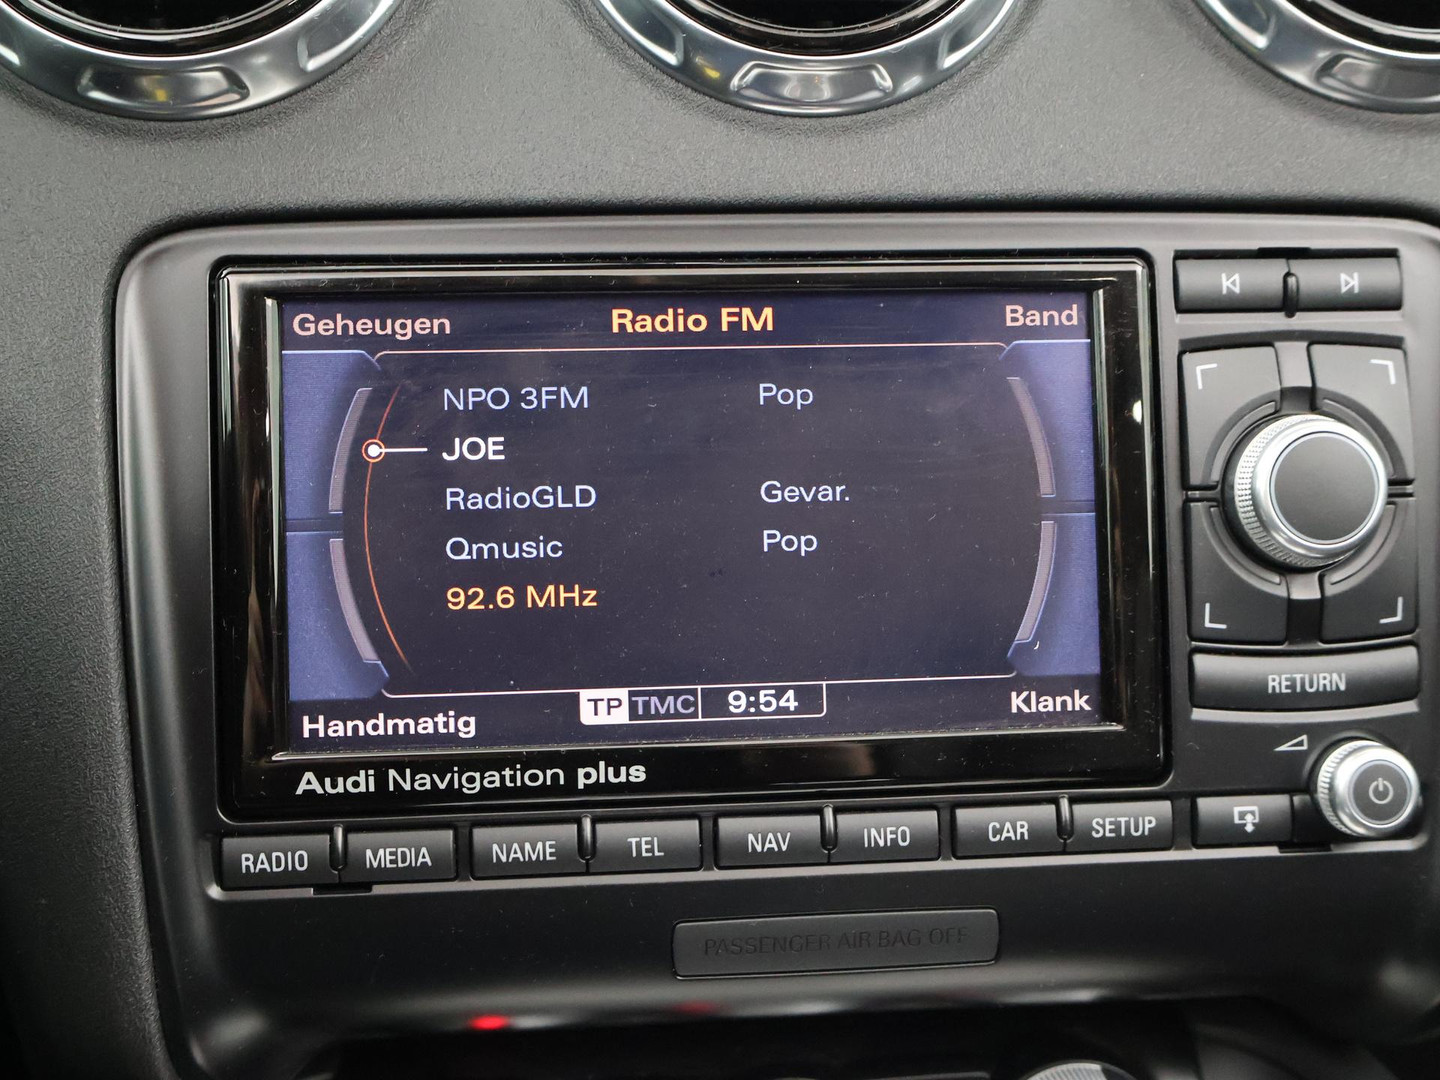 Geheugen Radio FM Band
NPO 3FM Pop
JOE
RadioGLD Gevar.
Qmusic Pop
92.6 MHz
Handmatig TP TMC 9:54 Klank
Audi Navigation plus
RETURN
RADIO MEDIA NAME TEL NAV INFO CAR SETUP
PASSENGER AIR BAG OFF